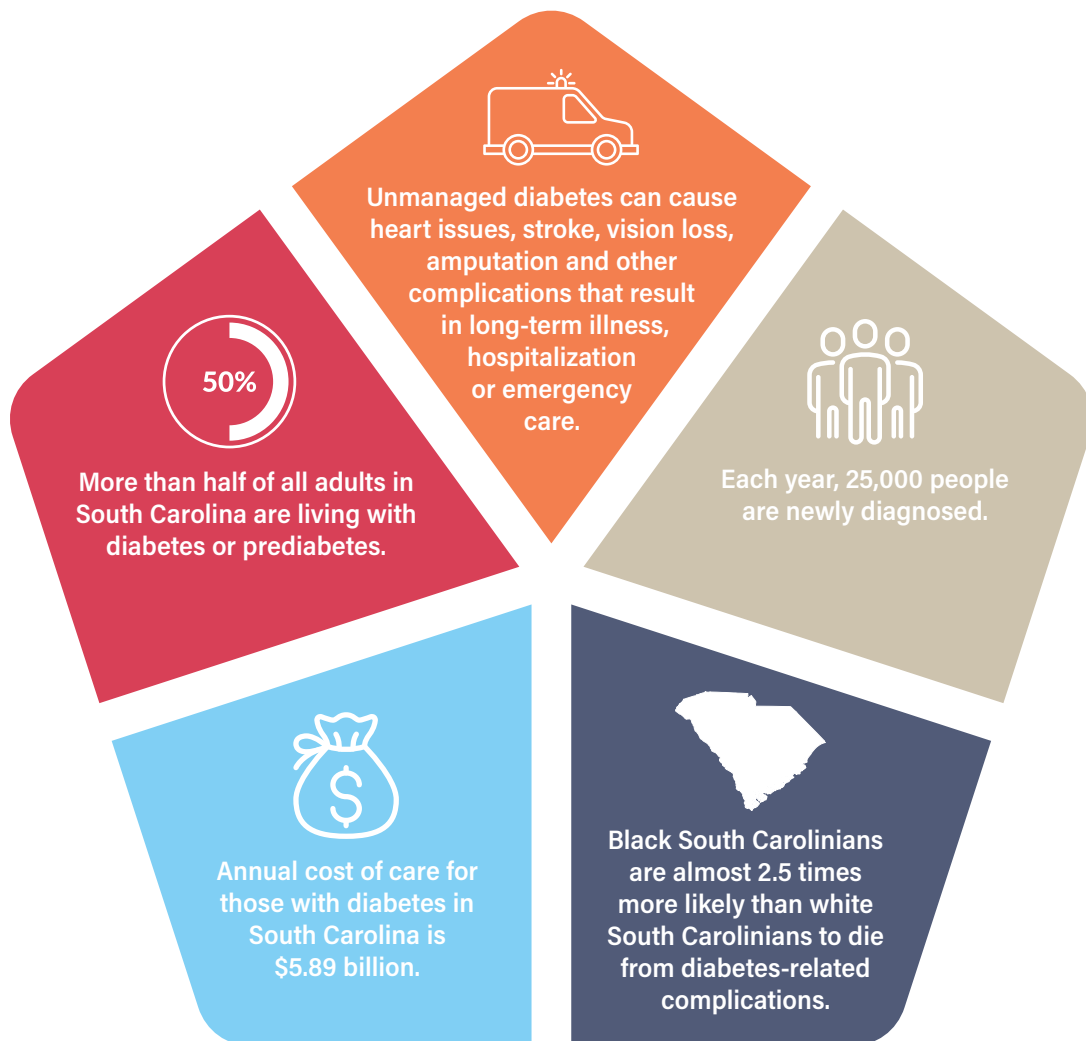 Unmanaged diabetes can cause
heart issues, stroke, vision loss,
amputation and other
complications that result
in long-term illness,
hospitalization
or emergency
care.
50%
More than half of all adults in
South Carolina are living with
diabetes or prediabetes.
Each year, 25,000 people
are newly diagnosed.
$
Annual cost of care for
those with diabetes in
South Carolina is
$5.89 billion.
Black South Carolinians
are almost 2.5 times
more likely than white
South Carolinians to die
from diabetes-related
complications.